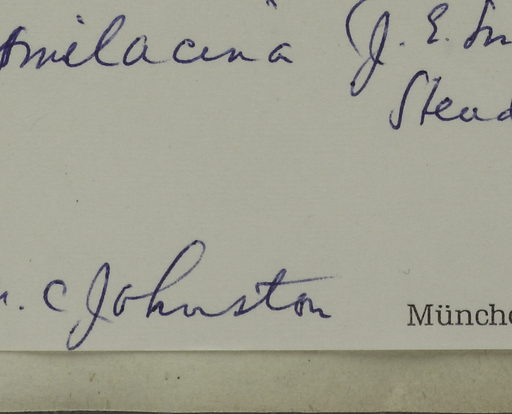 smilacina (J. E. Sm
Stead
. C Johnston
Münche